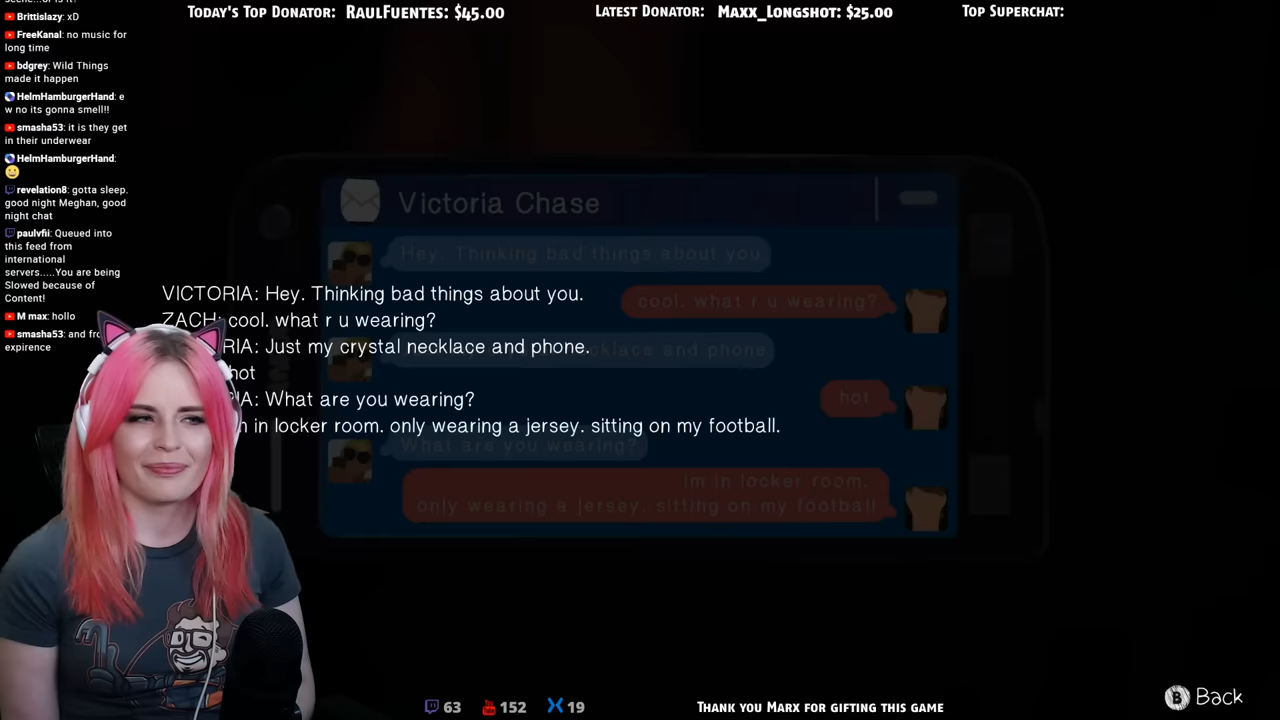 Today's Top Donator: RaulFuentes: $45.00
Latest Donator: Maxx_Longshot: $25.00
Top Superchat:
Brittislazy: xD
FreeKanal: no music for
long time
bdgrey: Wild Things
made it happen
HelmHamburgerHand: e
w no its gonna smell!!
smasha53: it is they get
in their underwear
HelmHamburgerHand:
revelation8: gotta sleep.
good night Meghan, good
night chat
paulvfii: Queued into
this feed from
international
servers.....You are being
Slowed because of
Content!
M max: hollo
smasha53: and
expirence
Victoria Chase
Hey. Thinking bad things about you
cool. what r u wearing?
and phone
hot
What are you wearing?
im in locker room.
only wearing a jersey. sitting on my football
VICTORIA: Hey. Thinking bad things about you.
ZACH: cool. what r u wearing?
RIA: Just my crystal necklace and phone.
hot
RIA: What are you wearing?
in locker room. only wearing a jersey. sitting on my football.
63
152
19
Thank you Marx for gifting this game
B Back